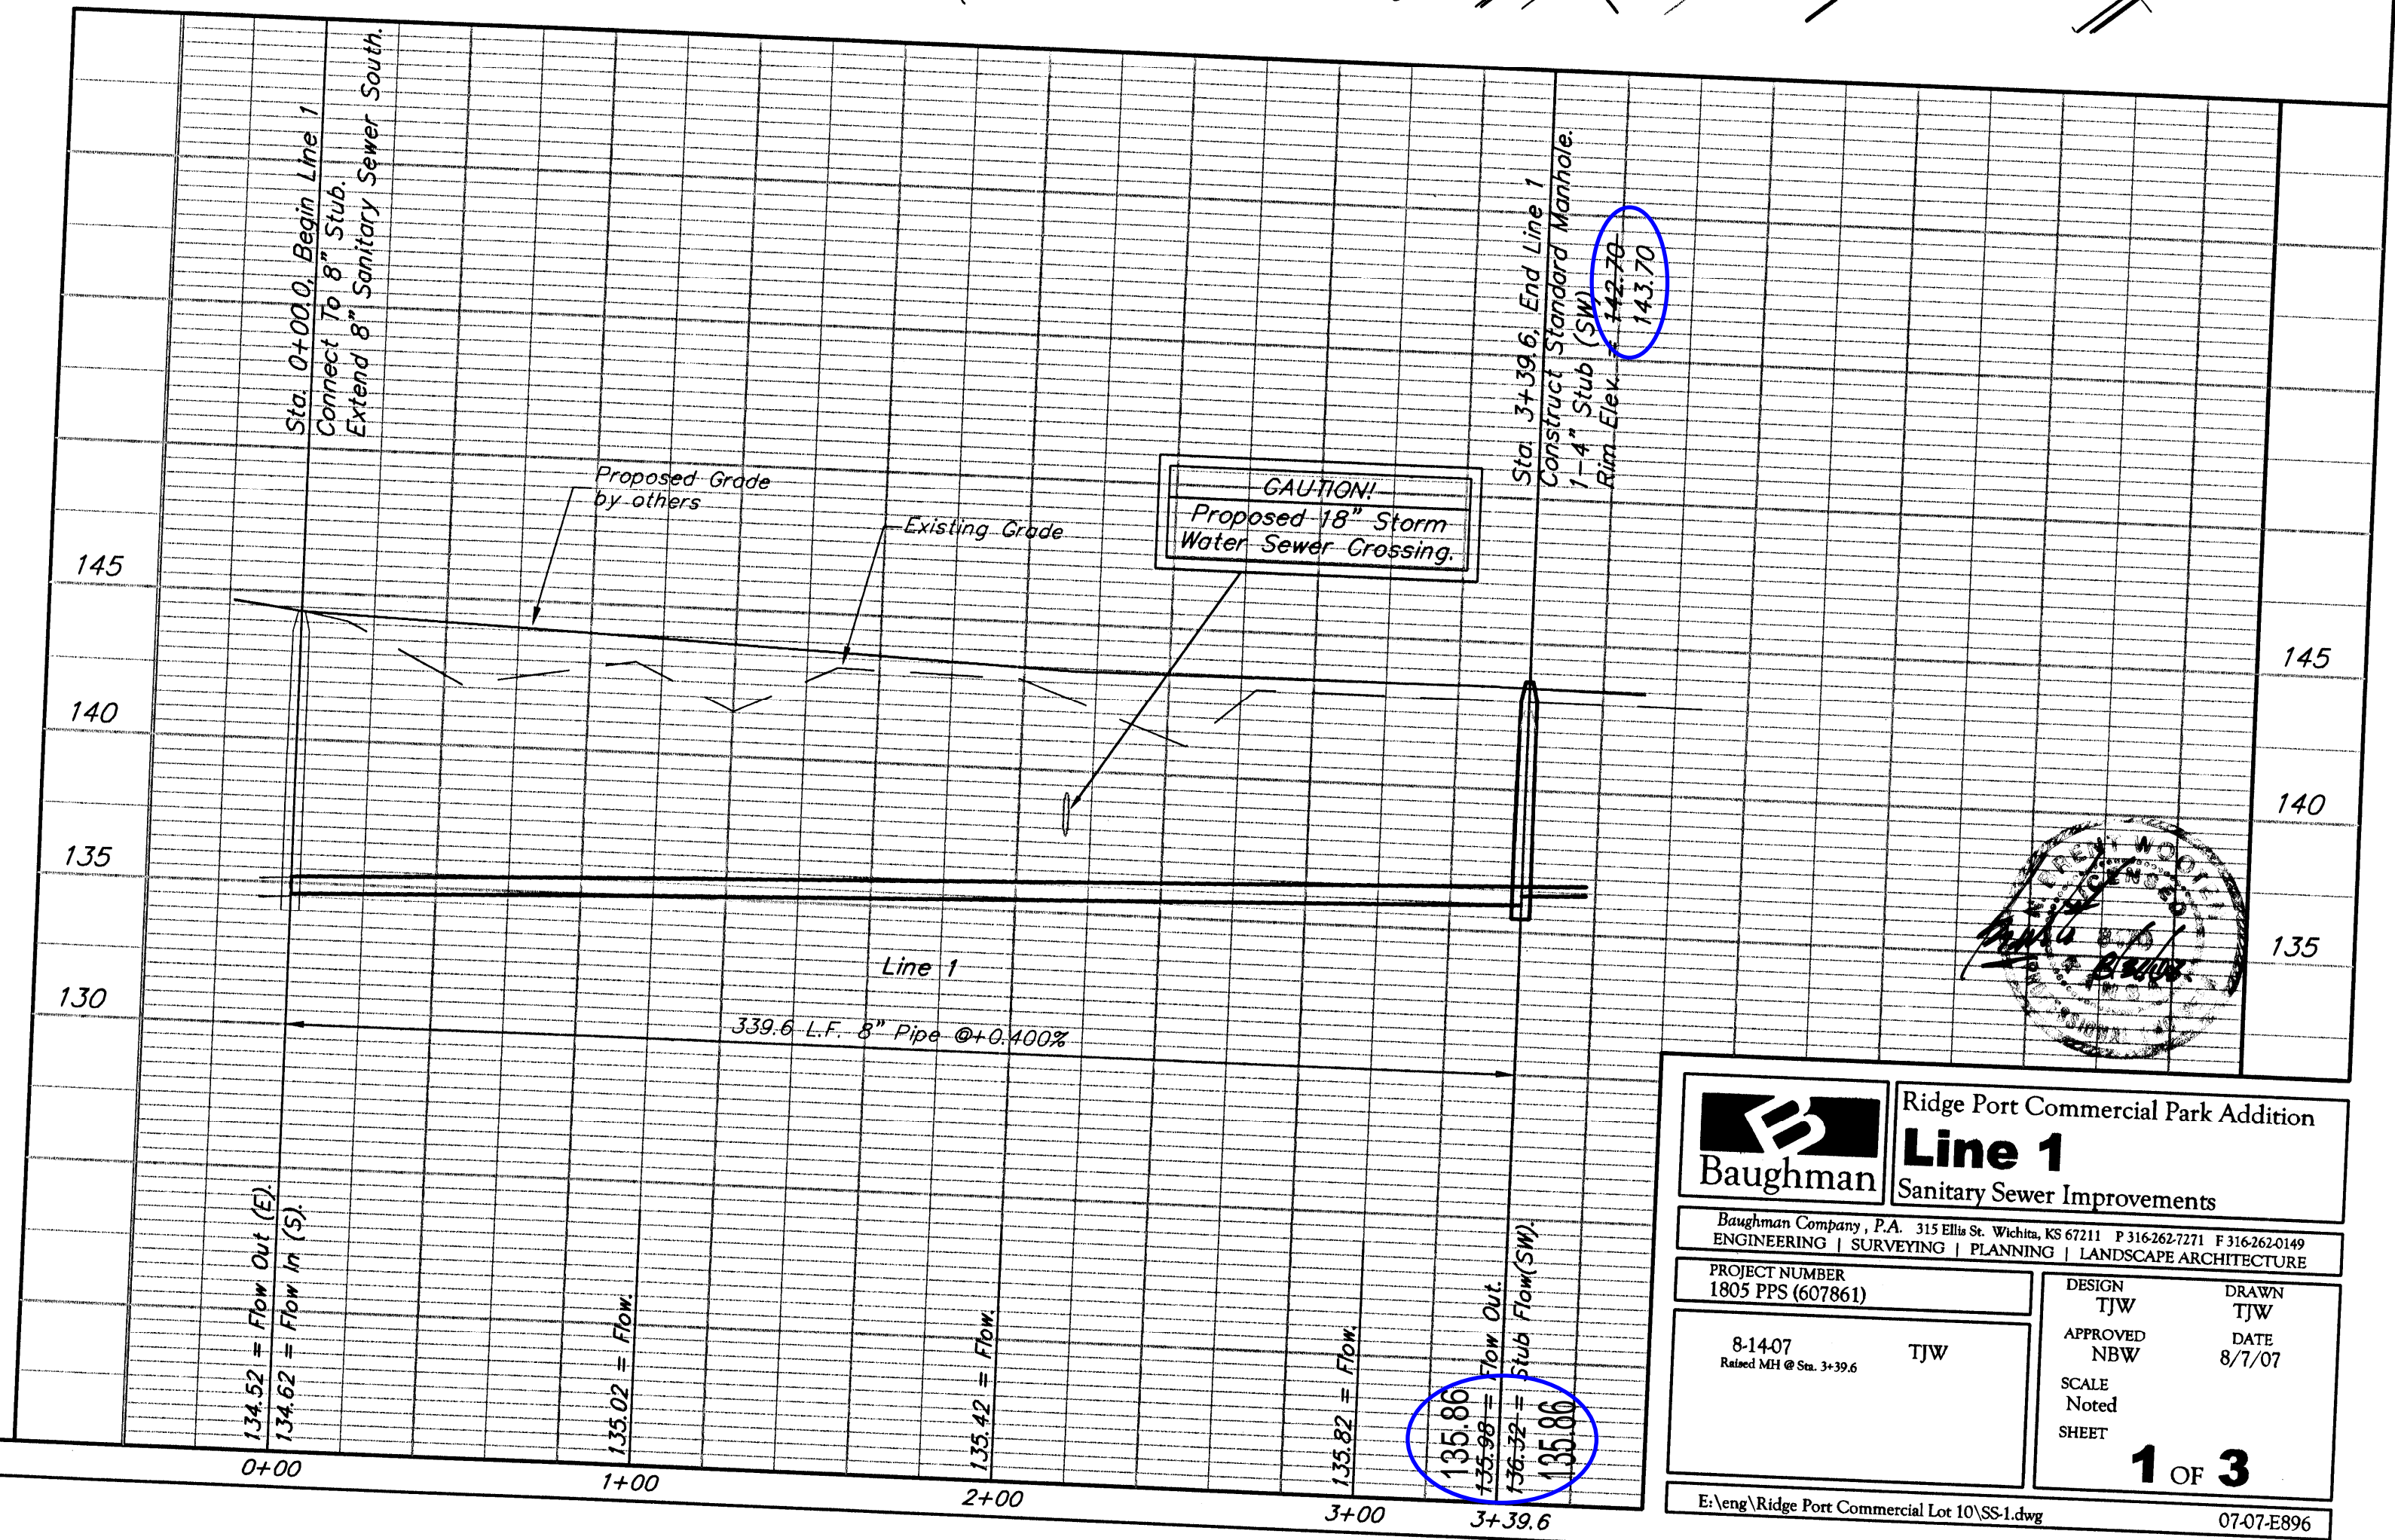 Sta. 0+00.0, Begin Line 1
Connect To 8" Stub.
Extend 8" Sanitary Sewer South.
Sta. 3+39.6, End Line 1
Construct Standard Manhole.
1-4" Stub (SW)
Rim Elev. = 142.70
143.70
Proposed Grade
by others
Existing Grade
CAUTION!
Proposed 18" Storm
Water Sewer Crossing.
145
140
135
130
145
140
135
Line 1
339.6 L.F. 8" Pipe @+0.400%
134.52 = Flow Out (E).
134.62 = Flow In (S).
135.02 = Flow.
135.42 = Flow.
135.82 = Flow.
135.86
135.98 = Flow Out.
136.32 = Stub Flow(SW).
135.86
0+00
1+00
2+00
3+00
3+39.6
BRENT
LICENSED
Baughman
Ridge Port Commercial Park Addition
Line 1
Sanitary Sewer Improvements
Baughman Company, P.A. 315 Ellis St. Wichita, KS 67211 P 316-262-7271 F 316-262-0149
ENGINEERING | SURVEYING | PLANNING | LANDSCAPE ARCHITECTURE
PROJECT NUMBER
1805 PPS (607861)
8-14-07 TJW
Raised MH @ Sta. 3+39.6
DESIGN DRAWN
TJW TJW
APPROVED DATE
NBW 8/7/07
SCALE
Noted
SHEET
1 OF 3
E:\eng\Ridge Port Commercial Lot 10\SS-1.dwg 07-07-E896